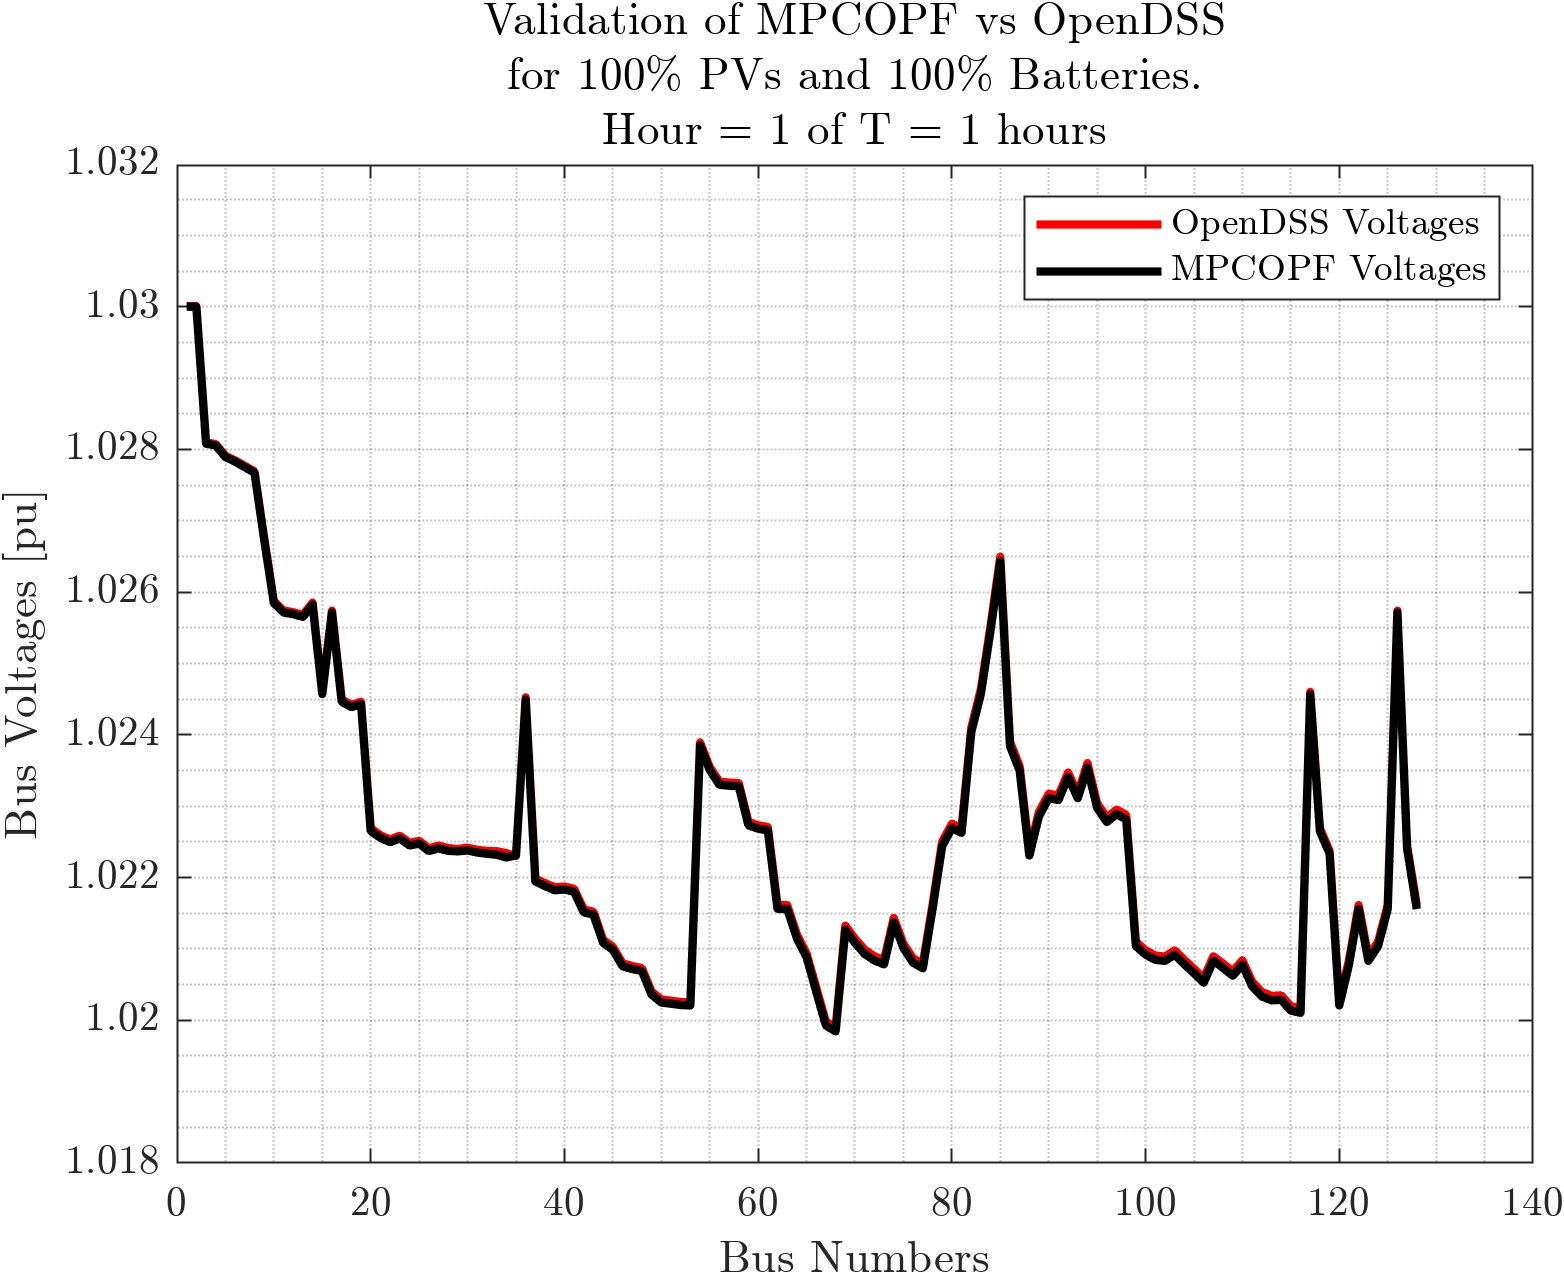 Validation of MPCOPF vs OpenDSS
for 100% PVs and 100% Batteries.
Hour = 1 of T = 1 hours
1.032
1.03
1.028
1.026
1.024
1.022
1.02
1.018
Bus Voltages [pu]
OpenDSS Voltages
MPCOPF Voltages
0 20 40 60 80 100 120 140
Bus Numbers